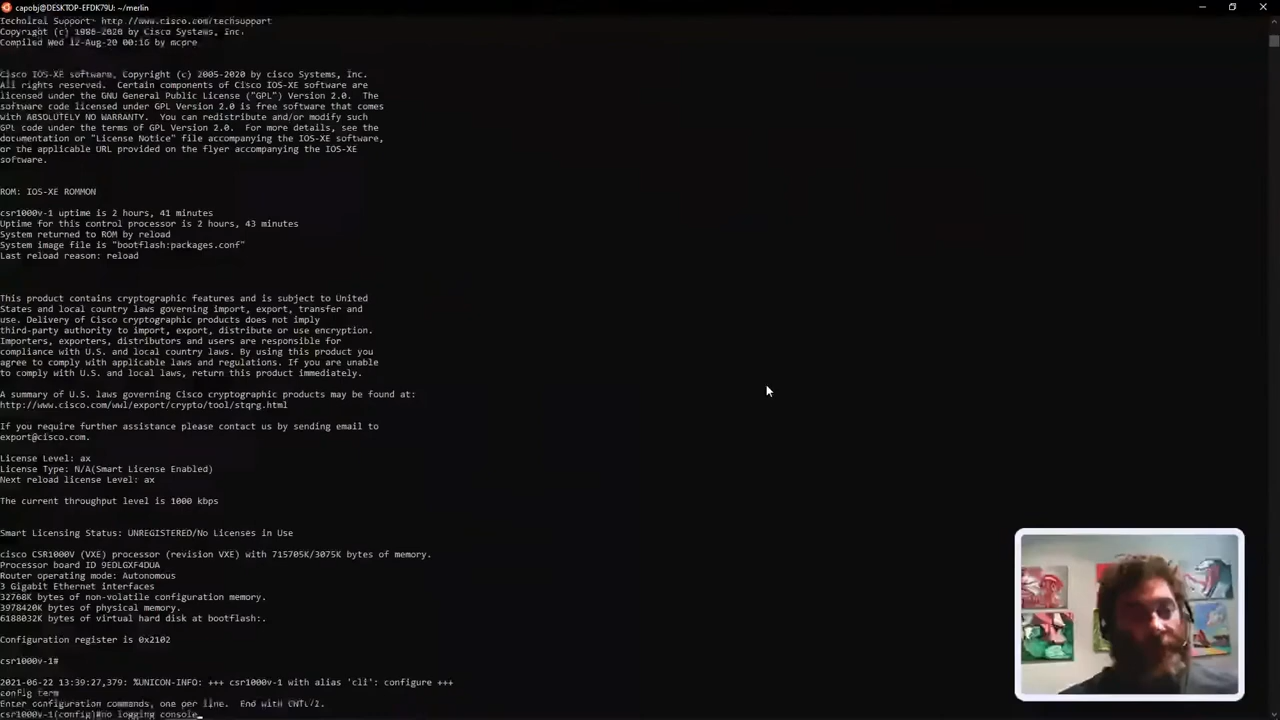 capobj@DESKTOP-EFDK79U: ~/merlin
Technical Support: http://www.cisco.com/techsupport
Copyright (c) 1986-2020 by Cisco Systems, Inc.
Compiled Wed 12-Aug-20 00:16 by mcpre
Cisco IOS-XE software, Copyright (c) 2005-2020 by cisco Systems, Inc.
All rights reserved.  Certain components of Cisco IOS-XE software are
licensed under the GNU General Public License ("GPL") Version 2.0.  The
software code licensed under GPL Version 2.0 is free software that comes
with ABSOLUTELY NO WARRANTY.  You can redistribute and/or modify such
GPL code under the terms of GPL Version 2.0.  For more details, see the
documentation or "License Notice" file accompanying the IOS-XE software,
or the applicable URL provided on the flyer accompanying the IOS-XE
software.
ROM: IOS-XE ROMMON
csr1000v-1 uptime is 2 hours, 41 minutes
Uptime for this control processor is 2 hours, 43 minutes
System returned to ROM by reload
System image file is "bootflash:packages.conf"
Last reload reason: reload
This product contains cryptographic features and is subject to United
States and local country laws governing import, export, transfer and
use. Delivery of Cisco cryptographic products does not imply
third-party authority to import, export, distribute or use encryption.
Importers, exporters, distributors and users are responsible for
compliance with U.S. and local country laws. By using this product you
agree to comply with applicable laws and regulations. If you are unable
to comply with U.S. and local laws, return this product immediately.
A summary of U.S. laws governing Cisco cryptographic products may be found at:
http://www.cisco.com/wwl/export/crypto/tool/stqrg.html
If you require further assistance please contact us by sending email to
export@cisco.com.
License Level: ax
License Type: N/A(Smart License Enabled)
Next reload license Level: ax
The current throughput level is 1000 kbps
Smart Licensing Status: UNREGISTERED/No Licenses in Use
cisco CSR1000V (VXE) processor (revision VXE) with 715705K/3075K bytes of memory.
Processor board ID 9EDLGXF4DUA
Router operating mode: Autonomous
3 Gigabit Ethernet interfaces
32768K bytes of non-volatile configuration memory.
3978420K bytes of physical memory.
6188032K bytes of virtual hard disk at bootflash:.
Configuration register is 0x2102
csr1000v-1#
2021-06-22 13:39:27,379: %UNICON-INFO: +++ csr1000v-1 with alias 'cli': configure +++
config term
Enter configuration commands, one per line.  End with CNTL/Z.
csr1000v-1(config)#no logging console